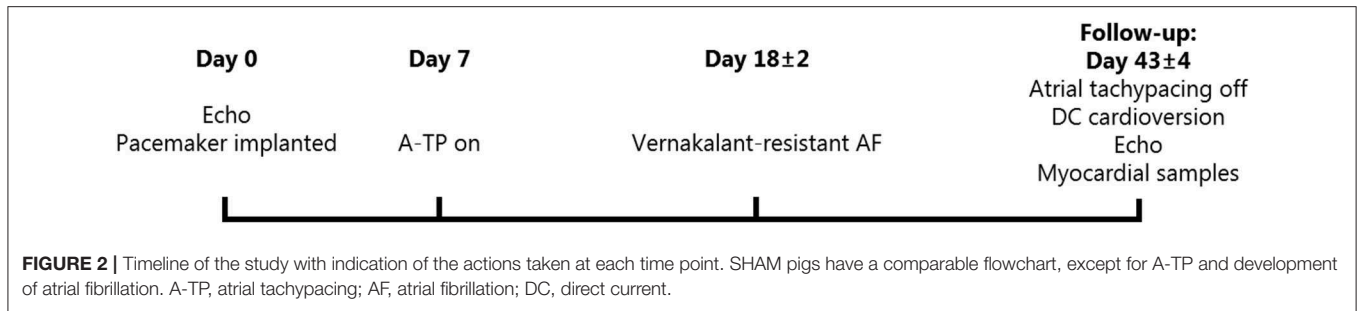 Day 0
Echo
Pacemaker implanted
Day 7
A-TP on
Day 18±2
Vernakalant-resistant AF
Follow-up:
Day 43±4
Atrial tachypacing off
DC cardioversion
Echo
Myocardial samples
FIGURE 2 | Timeline of the study with indication of the actions taken at each time point. SHAM pigs have a comparable flowchart, except for A-TP and development
of atrial fibrillation. A-TP, atrial tachypacing; AF, atrial fibrillation; DC, direct current.